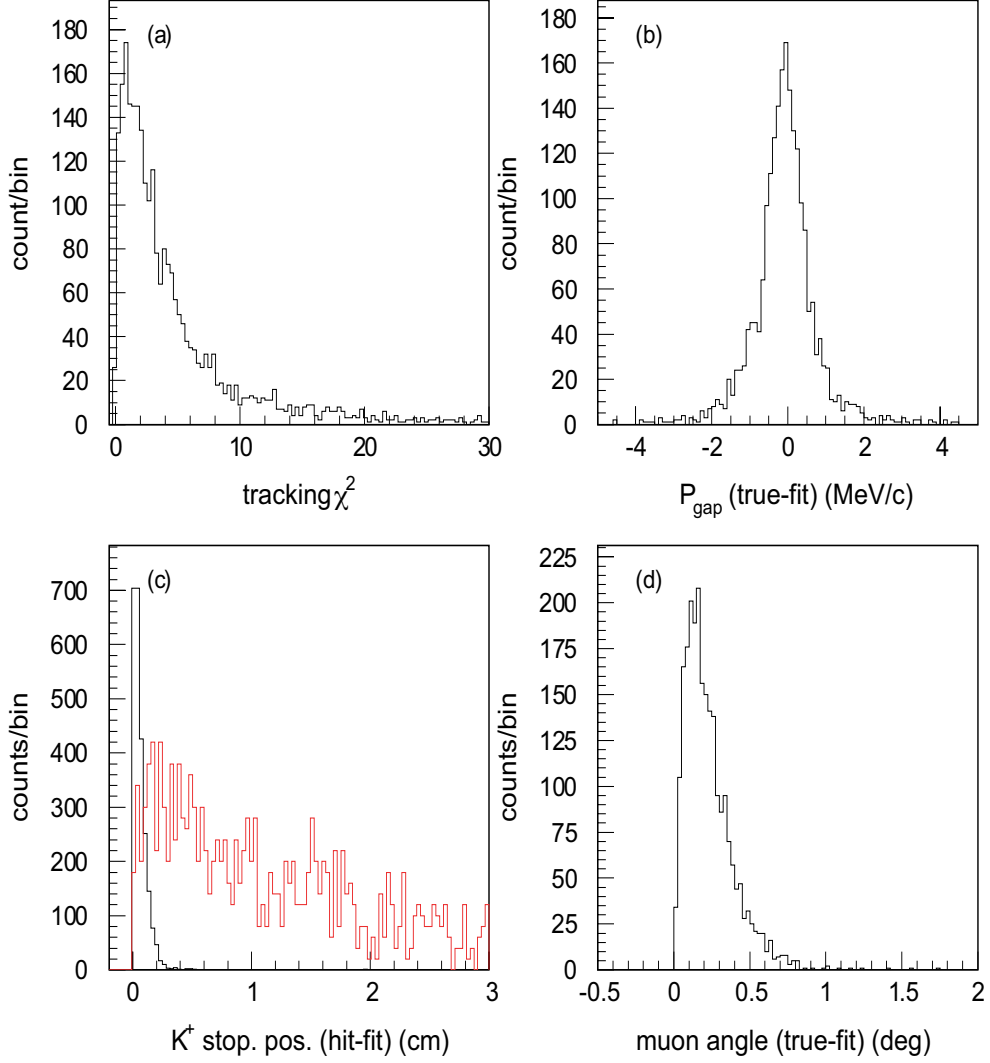 (a)
count/bin
180
160
140
120
100
80
60
40
20
0
0 10 20 30
tracking χ²
(b)
count/bin
180
160
140
120
100
80
60
40
20
0
-4 -2 0 2 4
P_gap (true-fit) (MeV/c)
(c)
counts/bin
700
600
500
400
300
200
100
0
0 1 2 3
K⁺ stop. pos. (hit-fit) (cm)
(d)
counts/bin
225
200
175
150
125
100
75
50
25
0
-0.5 0 0.5 1 1.5 2
muon angle (true-fit) (deg)